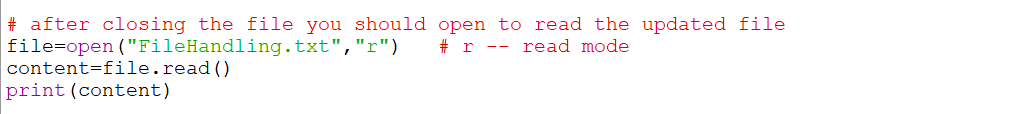 # after closing the file you should open to read the updated file
file=open("FileHandling.txt","r")   # r -- read mode
content=file.read()
print(content)